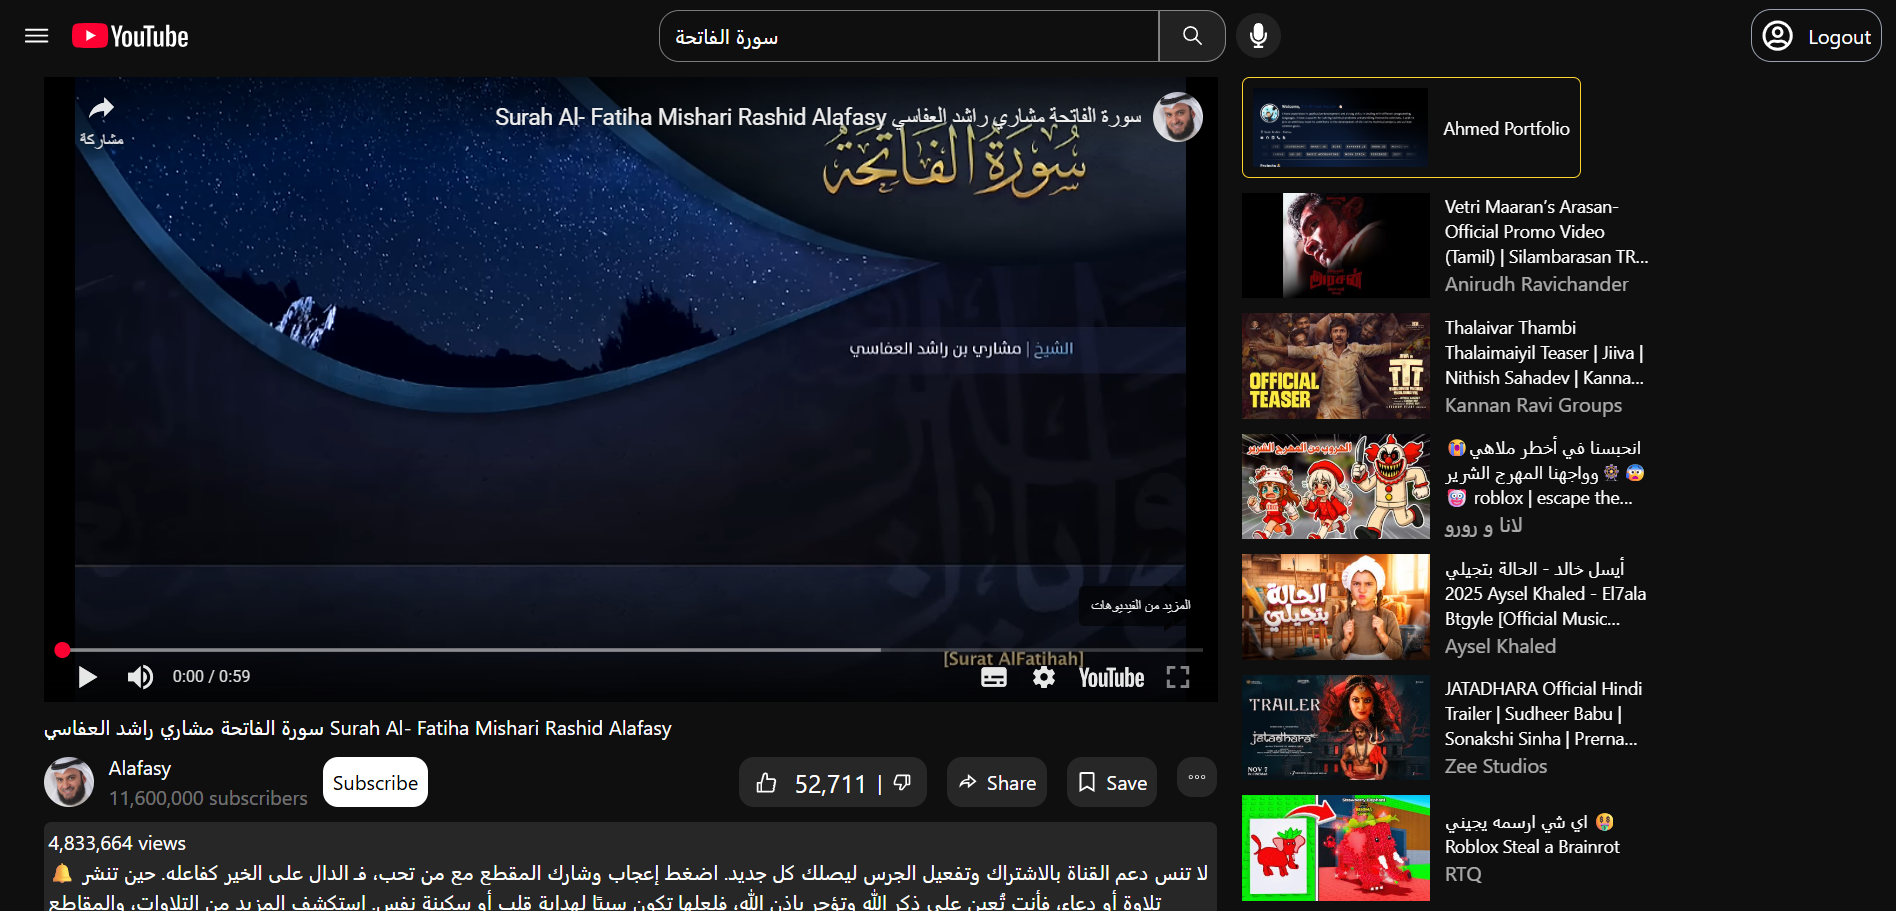 YouTube
سورة الفاتحة
Logout
مشاركة
سورة الفاتحة مشاري راشد العفاسي Surah Al- Fatiha Mishari Rashid Alafasy
سُورَةُ الفَاتِحَةُ
الشيخ | مشاري بن راشد العفاسي
المزيد من الفيديوهات
[Surat AlFatihah]
0:00 / 0:59
YouTube
سورة الفاتحة مشاري راشد العفاسي Surah Al- Fatiha Mishari Rashid Alafasy
Alafasy
11,600,000 subscribers
Subscribe
52,711 |
Share
Save
4,833,664 views
لا تنس دعم القناة بالاشتراك وتفعيل الجرس ليصلك كل جديد. اضغط إعجاب وشارك المقطع مع من تحب، فـ الدال على الخير كفاعله. حين تنشر 🔔
تلاوة أو دعاء، فأنت تُعين على ذكر الله وتؤجر بإذن الله، فلعلها تكون سببًا لهداية قلب أو سكينة نفس. استكشف المزيد من التلاوات، والمقاطع
Welcome,
Ahmed Portfolio
அரசன்
Vetri Maaran’s Arasan-
Official Promo Video
(Tamil) | Silambarasan TR...
Anirudh Ravichander
OFFICIAL
TEASER
TTT
Thalaivar Thambi
Thalaimaiyil Teaser | Jiiva |
Nithish Sahadev | Kanna...
Kannan Ravi Groups
الهروب من المهرج الشرير
انحبسنا في أخطر ملاهي 😭
😨 🎡 وواجهنا المهرج الشرير
🤡 roblox | escape the...
لانا و رورو
الحالة
بتجيلي
أيسل خالد - الحالة بتجيلي
2025 Aysel Khaled - El7ala
Btgyle [Official Music...
Aysel Khaled
TRAILER
jatadhara
NOV 7
JATADHARA Official Hindi
Trailer | Sudheer Babu |
Sonakshi Sinha | Prerna...
Zee Studios
Strawberry Elephant
اي شي ارسمه يجيني 🤑
Roblox Steal a Brainrot
RTQ